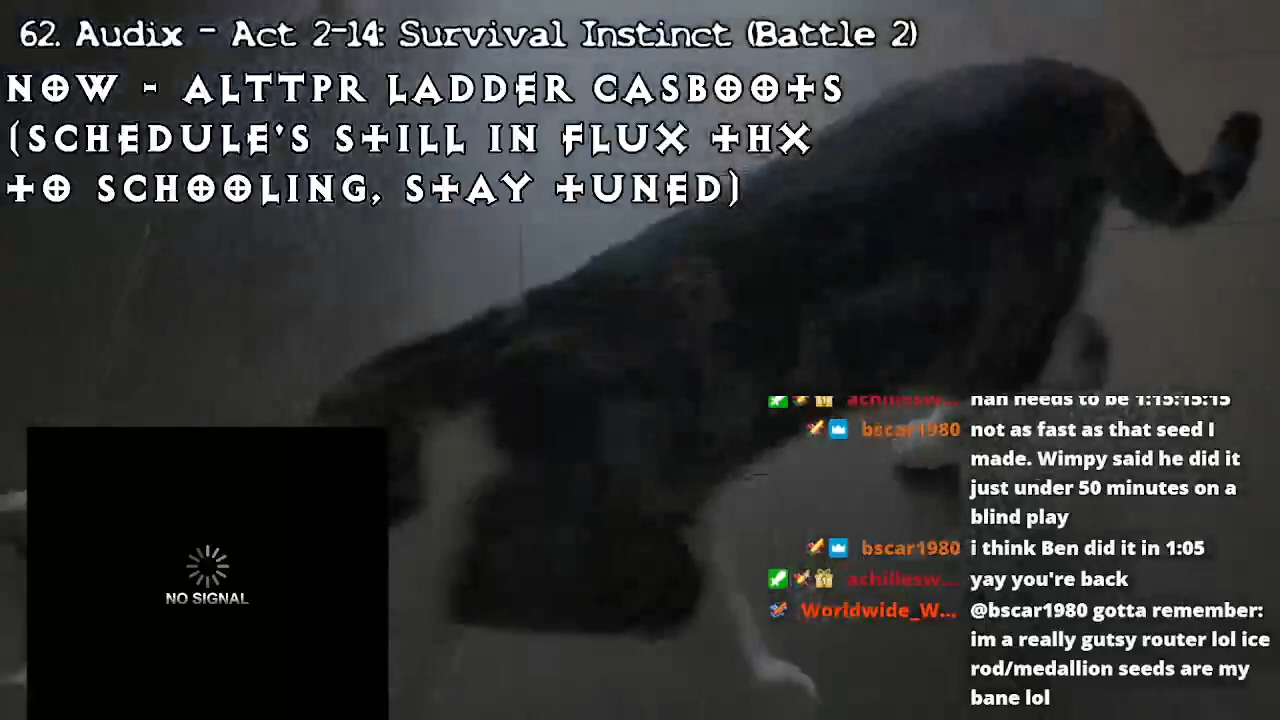 62. Audix - Act 2-14: Survival Instinct (Battle 2)
NOW - ALTTPR LADDER CASBOOTS
(SCHEDULE'S STILL IN FLUX THX
TO SCHOOLING, STAY TUNED)
achillesw... nah needs to be 1:15:15:15
bscar1980 not as fast as that seed I
made. Wimpy said he did it
just under 50 minutes on a
blind play
bscar1980 i think Ben did it in 1:05
achillesw... yay you're back
Worldwide_W... @bscar1980 gotta remember:
im a really gutsy router lol ice
rod/medallion seeds are my
bane lol
NO SIGNAL